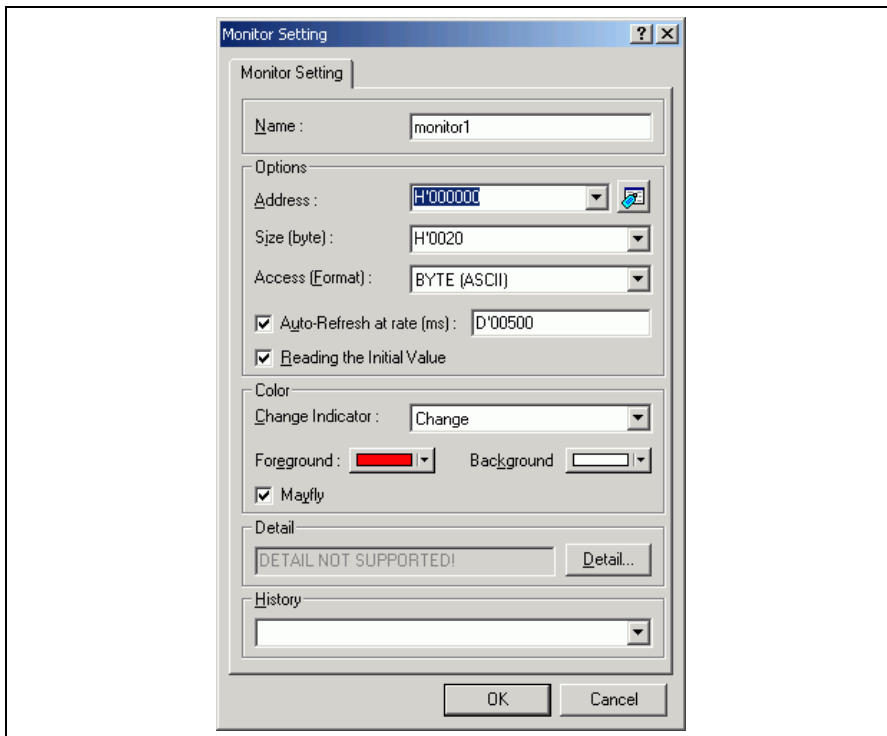 Monitor Setting
Monitor Setting
Name : monitor1
Options
Address : H'000000
Size (byte) : H'0020
Access (Format) : BYTE (ASCII)
Auto-Refresh at rate (ms) : D'00500
Reading the Initial Value
Color
Change Indicator : Change
Foreground : Background
Mayfly
Detail
DETAIL NOT SUPPORTED! Detail...
History
OK Cancel